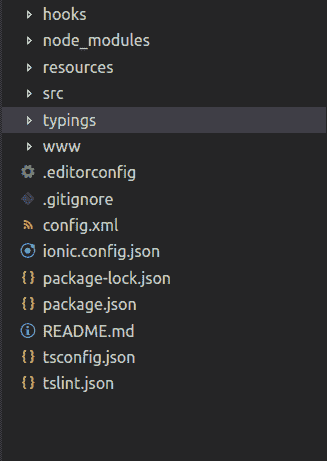 hooks
node_modules
resources
src
typings
www
.editorconfig
.gitignore
config.xml
ionic.config.json
package-lock.json
package.json
README.md
tsconfig.json
tslint.json